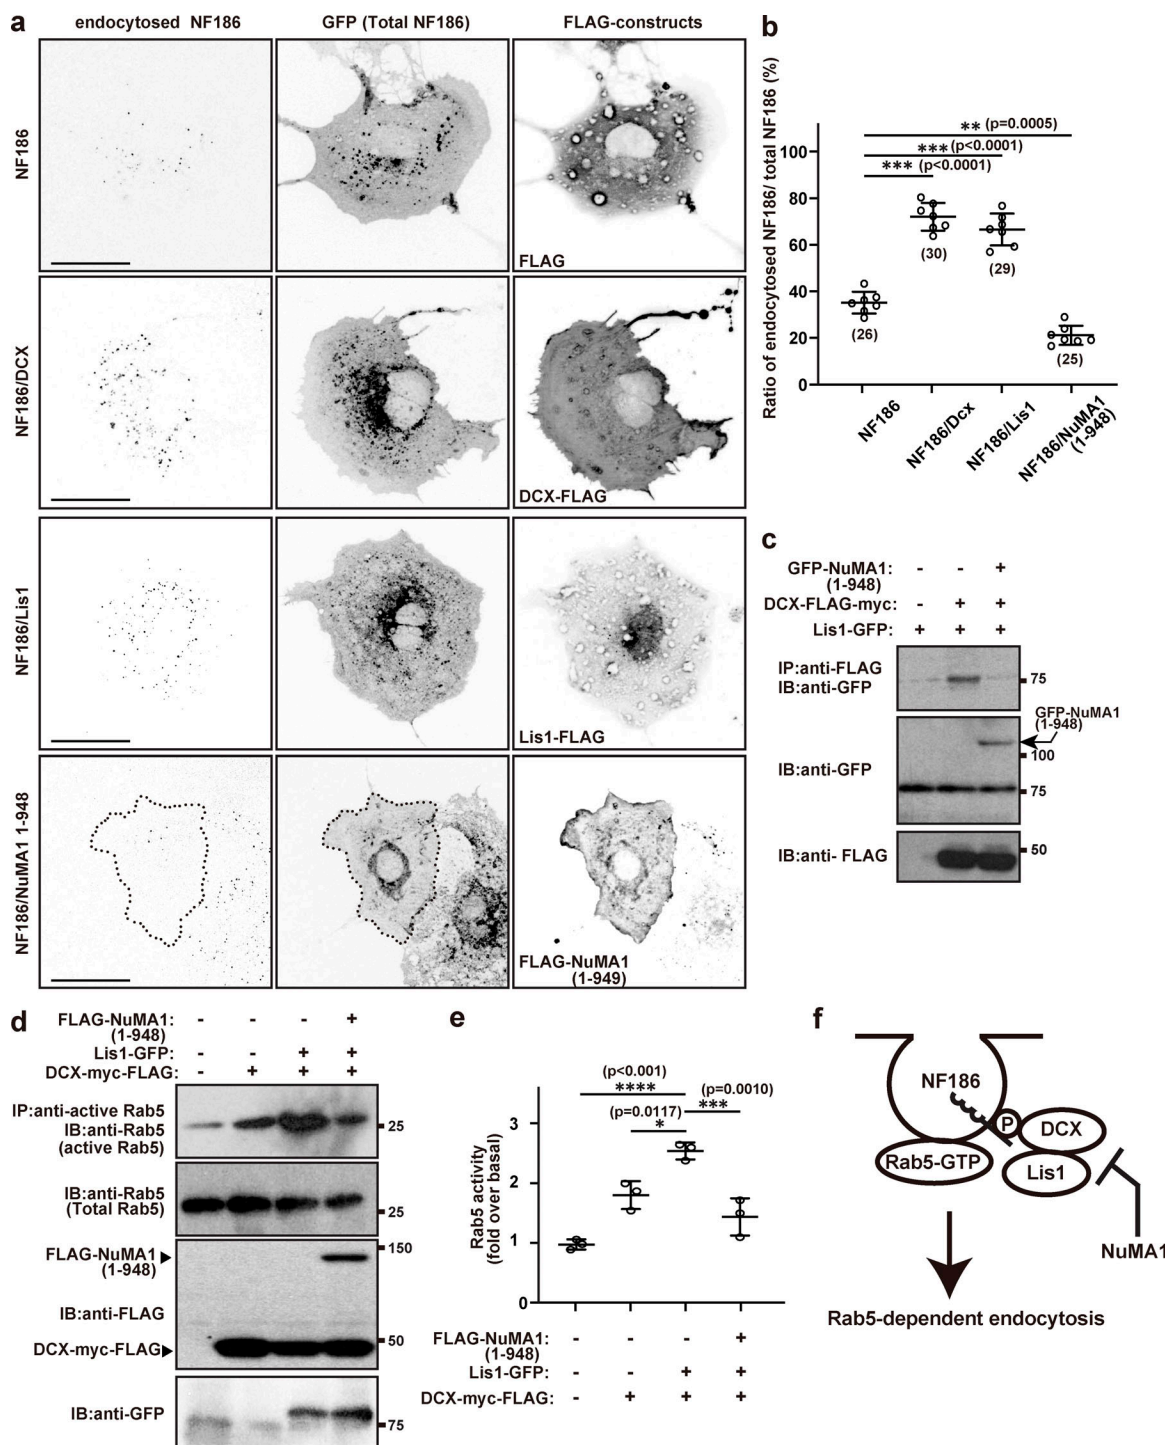 a
endocytosed NF186
GFP (Total NF186)
FLAG-constructs
NF186
FLAG
NF186/DCX
DCX-FLAG
NF186/Lis1
Lis1-FLAG
NF186/NuMA1 1-948
FLAG-NuMA1
(1-949)
b
Ratio of endocytosed NF186/ total NF186 (%)
100
80
60
40
20
0
** (p=0.0005)
*** (p<0.0001)
*** (p<0.0001)
(26)
(30)
(29)
(25)
NF186
NF186/Dcx
NF186/Lis1
NF186/NuMA1
(1-948)
c
GFP-NuMA1:
(1-948)
- - +
DCX-FLAG-myc: - + +
Lis1-GFP: + + +
IP:anti-FLAG
IB:anti-GFP
75
GFP-NuMA1
(1-948)
100
IB:anti-GFP
75
IB:anti- FLAG
50
d
FLAG-NuMA1:
(1-948)
- - - +
Lis1-GFP: - - + +
DCX-myc-FLAG: - + + +
IP:anti-active Rab5
IB:anti-Rab5
(active Rab5)
25
IB:anti-Rab5
(Total Rab5)
25
FLAG-NuMA1
(1-948)
150
IB:anti-FLAG
DCX-myc-FLAG
50
IB:anti-GFP
75
e
Rab5 activity
(fold over basal)
3
2
1
0
(p<0.001)
****
(p=0.0010)
***
(p=0.0117)
*
FLAG-NuMA1:
(1-948)
- - - +
Lis1-GFP: - - + +
DCX-myc-FLAG: - + + +
f
NF186
P
DCX
Rab5-GTP
Lis1
NuMA1
Rab5-dependent endocytosis